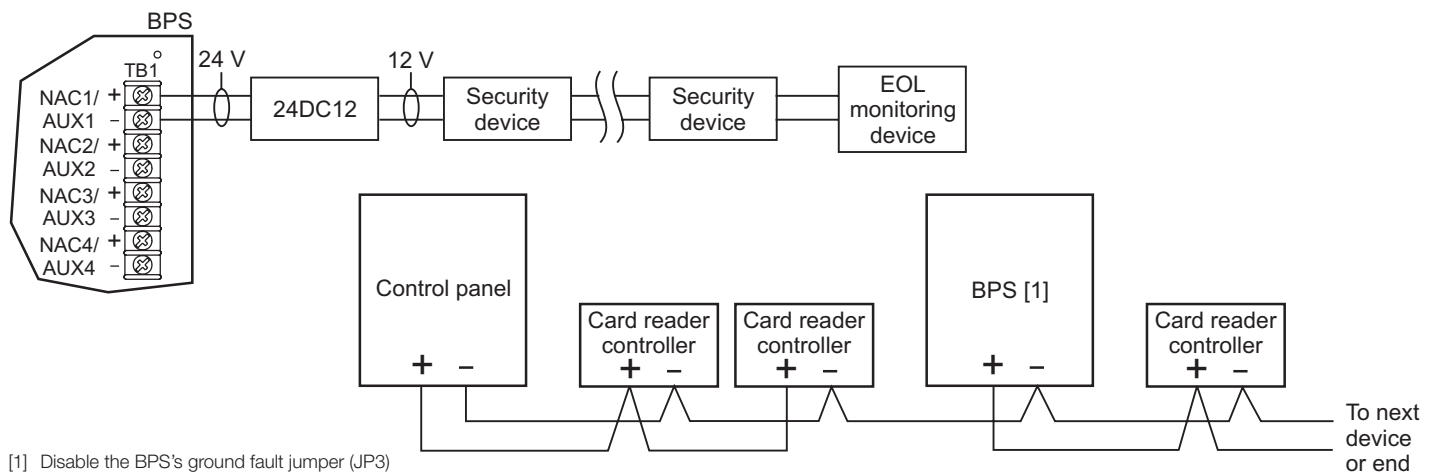 BPS
TB1
24 V
12 V
NAC1/ +
AUX1 –
NAC2/ +
AUX2 –
NAC3/ +
AUX3 –
NAC4/ +
AUX4 –
24DC12
Security
device
Security
device
EOL
monitoring
device
Control panel
+ –
Card reader
controller
+ –
Card reader
controller
+ –
BPS [1]
+ –
Card reader
controller
+ –
To next
device
or end
[1] Disable the BPS's ground fault jumper (JP3)